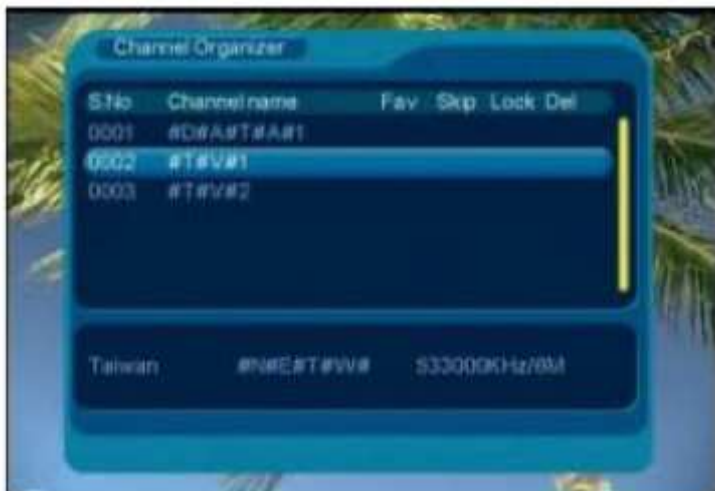 Channel Organizer
S.No Channel name Fav Skip Lock Del
0001 #D#A#T#A#1
0002 #T#V#1
0003 #T#V#2
Taiwan #N#E#T#W# 533000KHz/6M